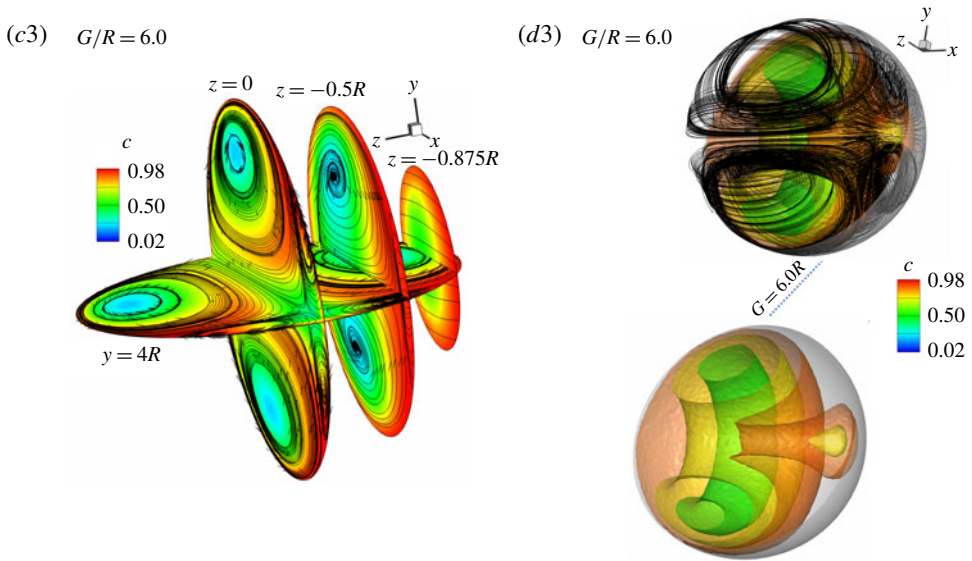 (c3) G/R = 6.0
z = 0
z = −0.5R
y
z
x
z = −0.875R
c
0.98
0.50
0.02
y = 4R
(d3) G/R = 6.0
y
z
x
G = 6.0R
c
0.98
0.50
0.02